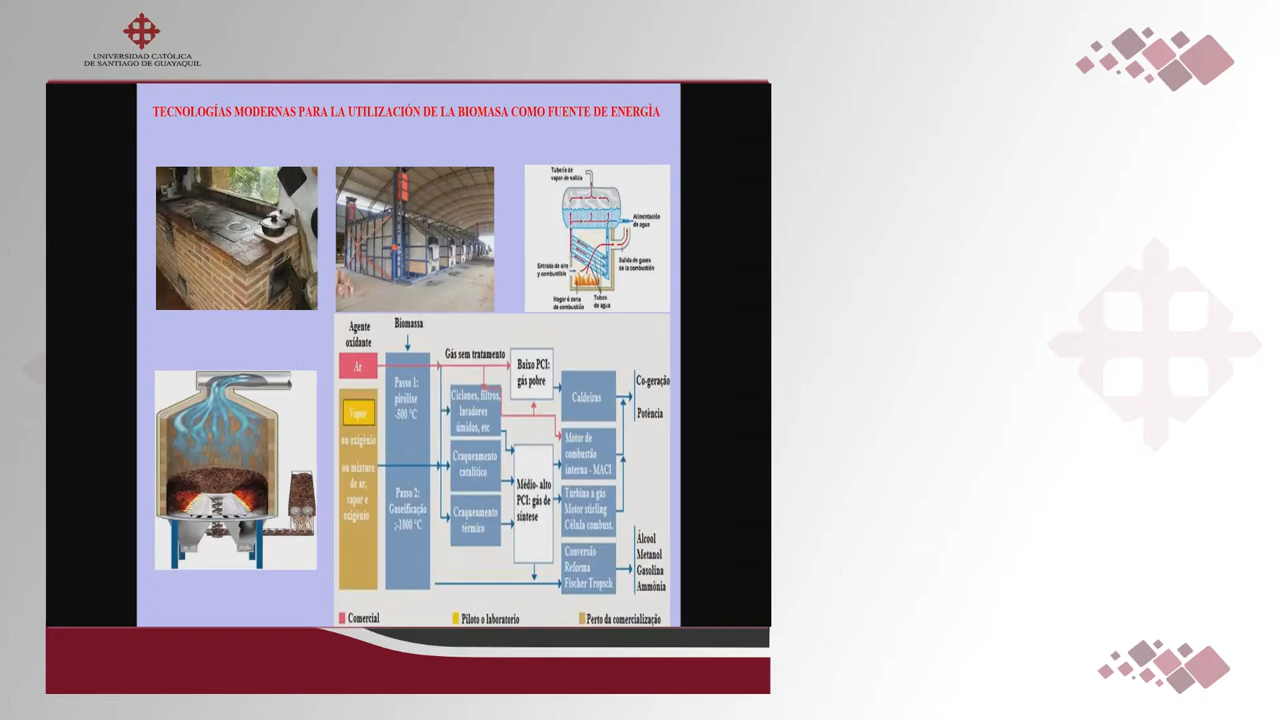 UNIVERSIDAD CATÓLICA
DE SANTIAGO DE GUAYAQUIL
TECNOLOGÍAS MODERNAS PARA LA UTILIZACIÓN DE LA BIOMASA COMO FUENTE DE ENERGÌA
Tubería de
vapor de salida
Alimentación
de agua
Entrada de aire
y combustible
Salida de gases
de la combustión
Hogar ó zona
de combustión
Tubos
de agua
Agente
oxidante
Biomassa
Ar
Vapor
ou oxigênio
ou mixture
de ar,
vapor e
oxigênio
Passo 1:
pirólise
-500 °C
Passo 2:
Gaseificação
;-1000 °C
Gás sem tratamento
Ciclones, filtros,
lavadores
úmidos, etc
Craqueamento
catalítico
Craqueamento
térmico
Baixo PCI:
gás pobre
Médio- alto
PCI: gás de
síntese
Caldeiras
Motor de
combustão
interna - MACI
Turbina a gás
Motor stirling
Célula combust.
Conversão
Reforma
Fischer Tropsch
Co-geração
Potência
Álcool
Metanol
Gasolina
Ammônia
Comercial
Piloto o laboratorio
Perto da comercialização